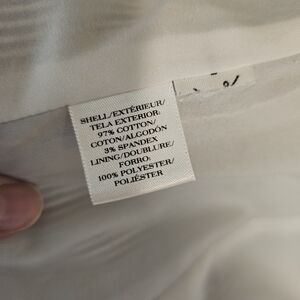 SHELL/EXTÉRIEUR/
TELA EXTERIOR:
97% COTTON/
COTON/ALGODÓN
3% SPANDEX
LINING/DOUBLURE/
FORRO:
100% POLYESTER/
POLIÉSTER